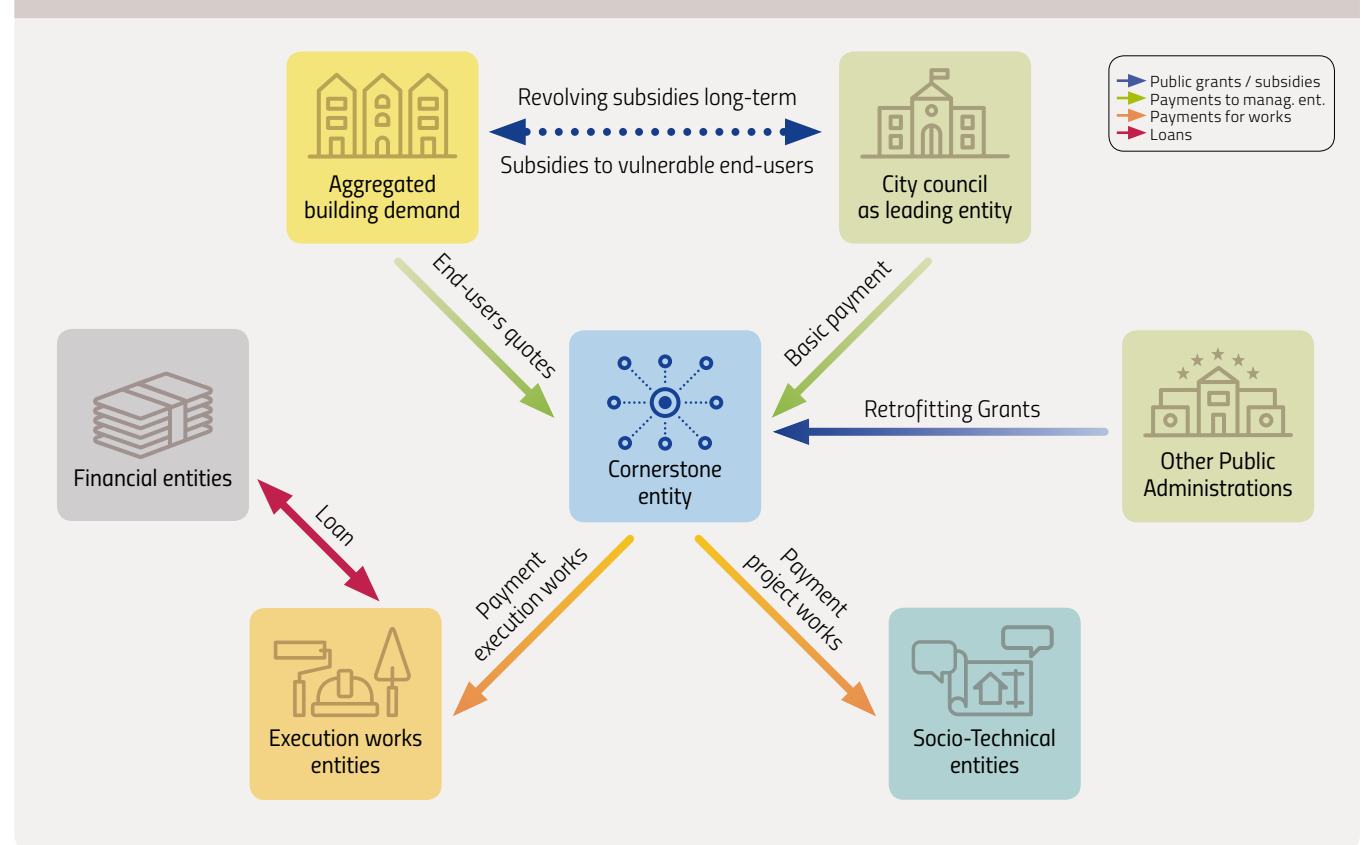 Revolving subsidies long-term
Subsidies to vulnerable end-users
Aggregated
building demand
City council
as leading entity
Public grants / subsidies
Payments to manag. ent.
Payments for works
Loans
End-users quotes
Basic payment
Retrofitting Grants
Financial entities
Cornerstone
entity
Other Public
Administrations
Loan
Payment
execution works
Payment
project works
Execution works
entities
Socio-Technical
entities